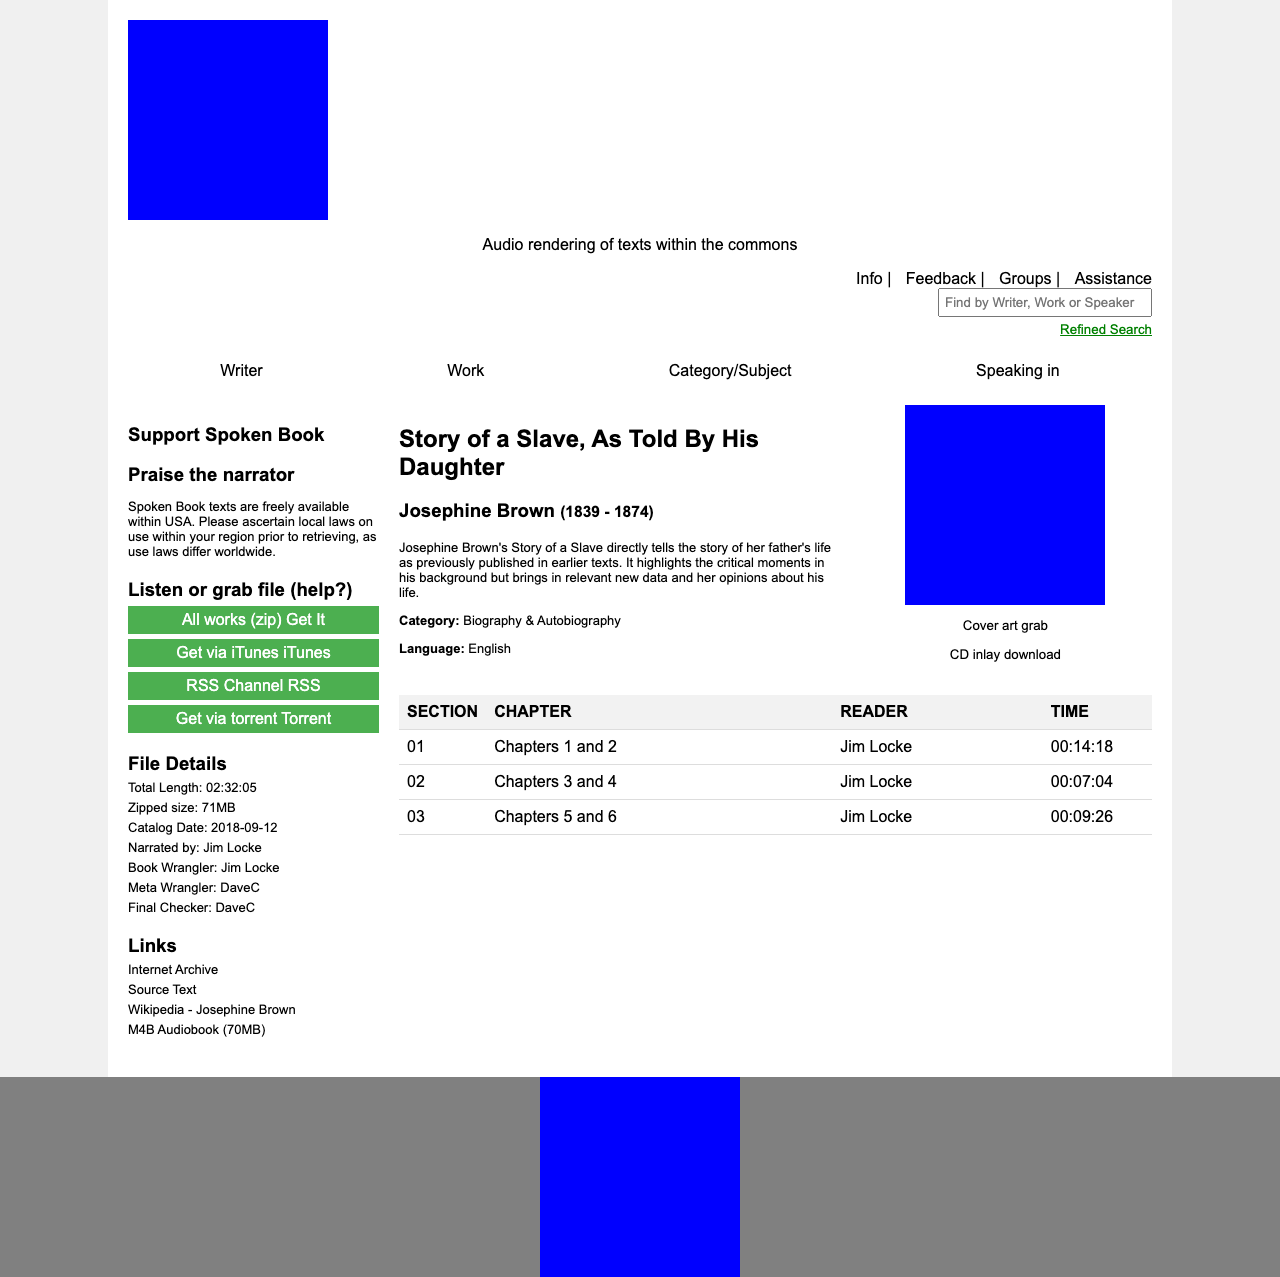 Audio rendering of texts within the commons
Info | Feedback | Groups | Assistance
Find by Writer, Work or Speaker
Refined Search
Writer Work Category/Subject Speaking in
Support Spoken Book
Praise the narrator
Spoken Book texts are freely available
within USA. Please ascertain local laws on
use within your region prior to retrieving, as
use laws differ worldwide.
Listen or grab file (help?)
All works (zip) Get It
Get via iTunes iTunes
RSS Channel RSS
Get via torrent Torrent
File Details
Total Length: 02:32:05
Zipped size: 71MB
Catalog Date: 2018-09-12
Narrated by: Jim Locke
Book Wrangler: Jim Locke
Meta Wrangler: DaveC
Final Checker: DaveC
Links
Internet Archive
Source Text
Wikipedia - Josephine Brown
M4B Audiobook (70MB)
Story of a Slave, As Told By His
Daughter
Josephine Brown (1839 - 1874)
Josephine Brown's Story of a Slave directly tells the story of her father's life
as previously published in earlier texts. It highlights the critical moments in
his background but brings in relevant new data and her opinions about his
life.
Category: Biography & Autobiography
Language: English
Cover art grab
CD inlay download
SECTION CHAPTER READER TIME
01 Chapters 1 and 2 Jim Locke 00:14:18
02 Chapters 3 and 4 Jim Locke 00:07:04
03 Chapters 5 and 6 Jim Locke 00:09:26